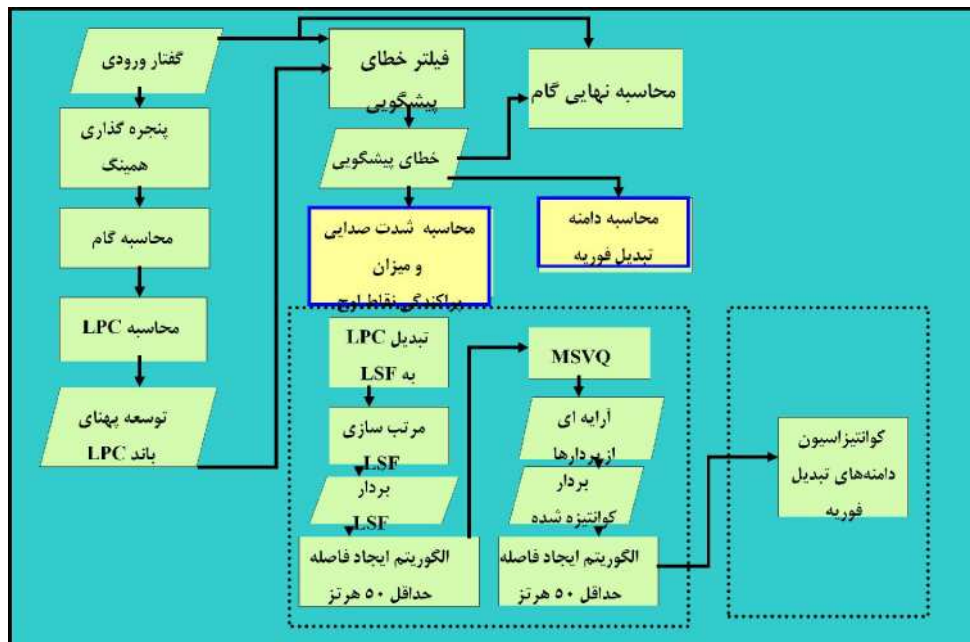 گفتار ورودی
پنجره گذاری
همینگ
محاسبه گام
محاسبه LPC
توسعه پهنای
باند LPC
فیلتر خطای
پیشگویی
خطای پیشگویی
محاسبه شدت صدایی
و میزان
پراکندگی نقاط اوج
محاسبه نهایی گام
محاسبه دامنه
تبدیل فوریه
تبدیل LPC
به LSF
مرتب سازی
LSF
بردار
LSF
الگوریتم ایجاد فاصله
حداقل ۵۰ هرتز
MSVQ
آرایه ای
از بردارها
بردار
کوانتیزه شده
الگوریتم ایجاد فاصله
حداقل ۵۰ هرتز
کوانتیزاسیون
دامنه‌های تبدیل
فوریه